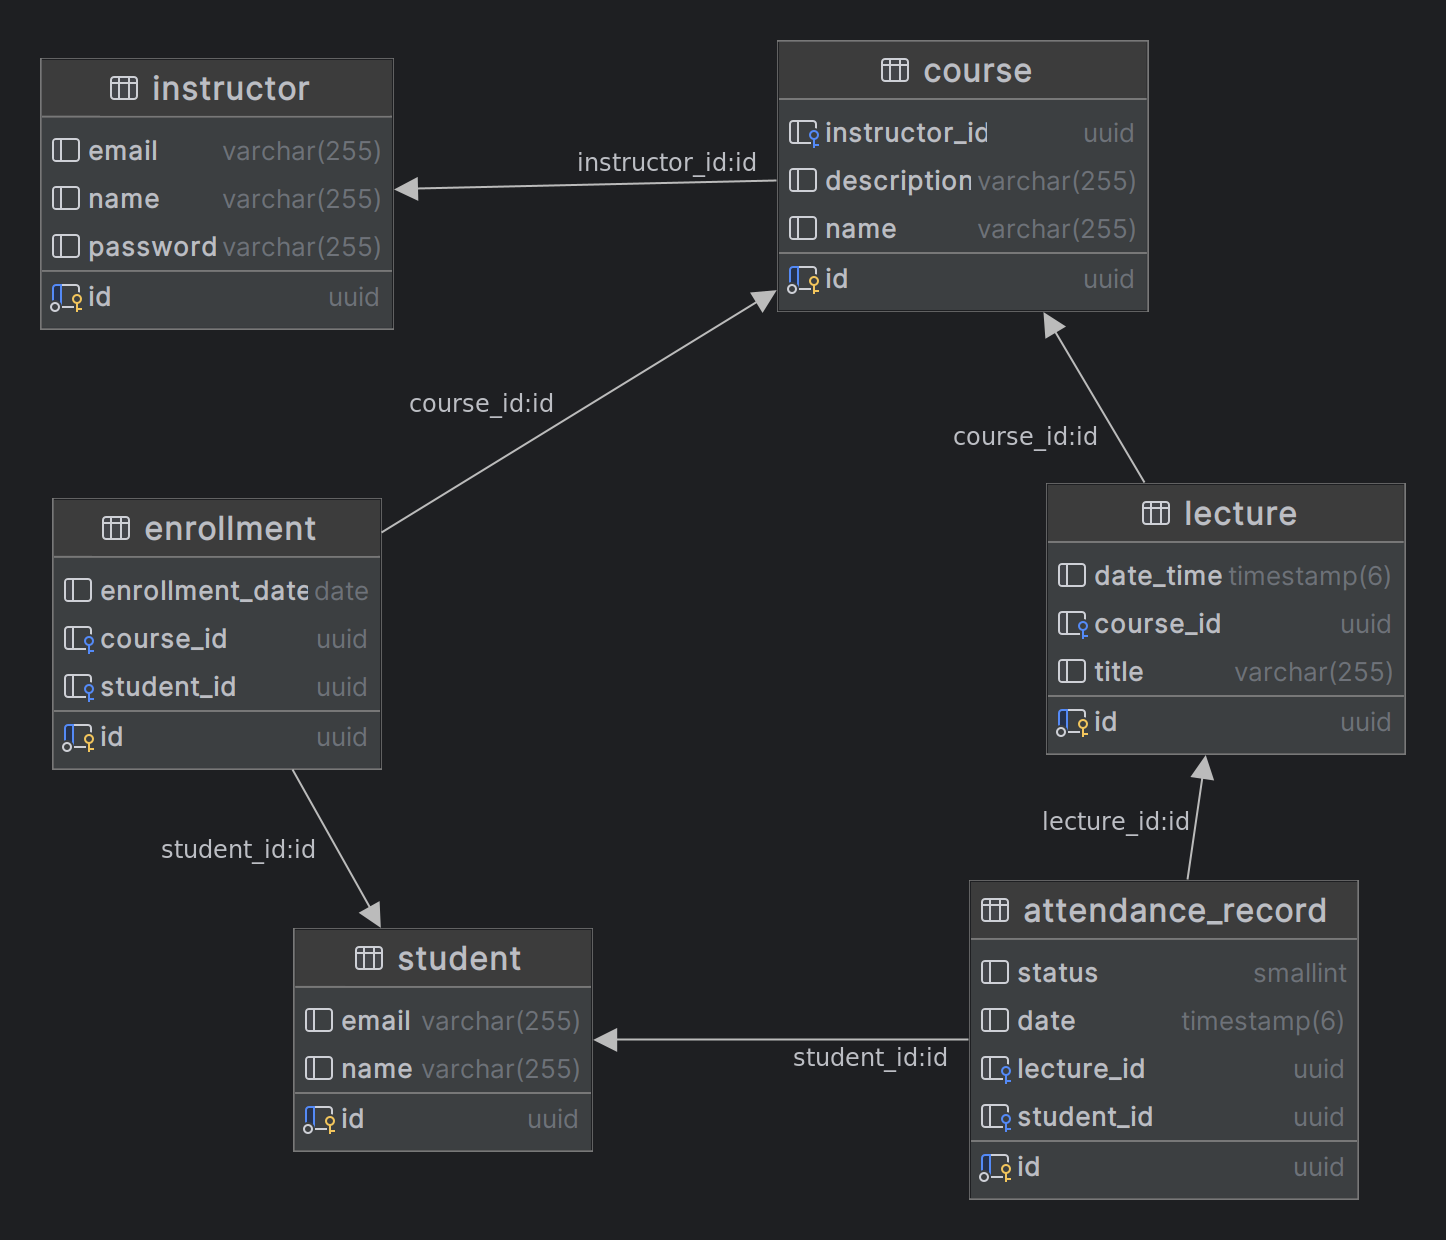 instructor
email varchar(255)
name varchar(255)
password varchar(255)
id uuid
instructor_id:id
course
instructor_id uuid
description varchar(255)
name varchar(255)
id uuid
course_id:id
course_id:id
enrollment
enrollment_date date
course_id uuid
student_id uuid
id uuid
lecture
date_time timestamp(6)
course_id uuid
title varchar(255)
id uuid
student_id:id
lecture_id:id
student
email varchar(255)
name varchar(255)
id uuid
student_id:id
attendance_record
status smallint
date timestamp(6)
lecture_id uuid
student_id uuid
id uuid